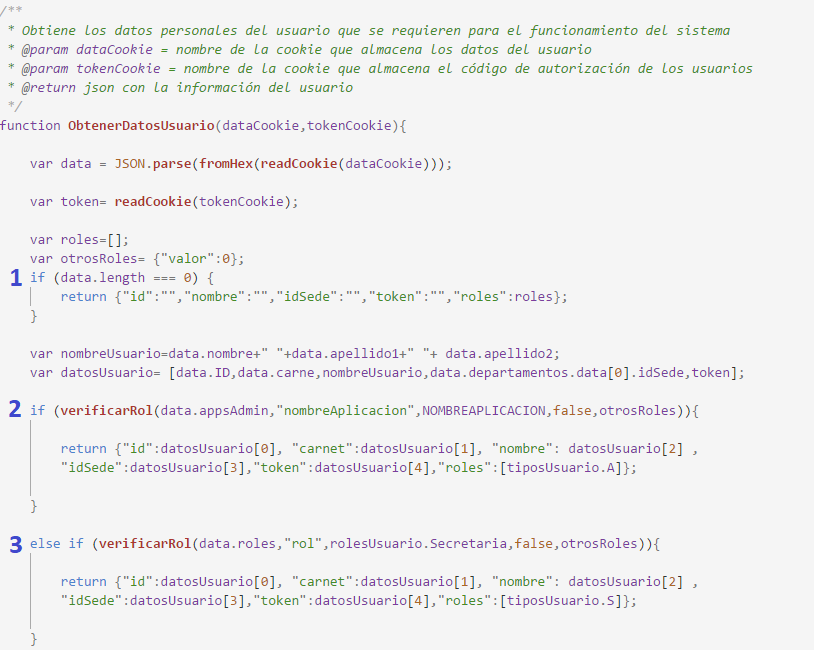 /**
 * Obtiene los datos personales del usuario que se requieren para el funcionamiento del sistema
 * @param dataCookie = nombre de la cookie que almacena los datos del usuario
 * @param tokenCookie = nombre de la cookie que almacena el código de autorización de los usuarios
 * @return json con la información del usuario
 */
function ObtenerDatosUsuario(dataCookie,tokenCookie){
    var data = JSON.parse(fromHex(readCookie(dataCookie)));
    var token= readCookie(tokenCookie);
    var roles=[];
    var otrosRoles= {"valor":0};
1   if (data.length === 0) {
        return {"id":"","nombre":"","idSede":"","token":"","roles":roles};
    }
    var nombreUsuario=data.nombre+" "+data.apellido1+" "+ data.apellido2;
    var datosUsuario= [data.ID,data.carne,nombreUsuario,data.departamentos.data[0].idSede,token];
2   if (verificarRol(data.appsAdmin,"nombreAplicacion",NOMBREAPLICACION,false,otrosRoles)){
        return {"id":datosUsuario[0], "carnet":datosUsuario[1], "nombre": datosUsuario[2] ,
        "idSede":datosUsuario[3],"token":datosUsuario[4],"roles":[tiposUsuario.A]};
    }
3   else if (verificarRol(data.roles,"rol",rolesUsuario.Secretaria,false,otrosRoles)){
        return {"id":datosUsuario[0], "carnet":datosUsuario[1], "nombre": datosUsuario[2] ,
        "idSede":datosUsuario[3],"token":datosUsuario[4],"roles":[tiposUsuario.S]};
    }